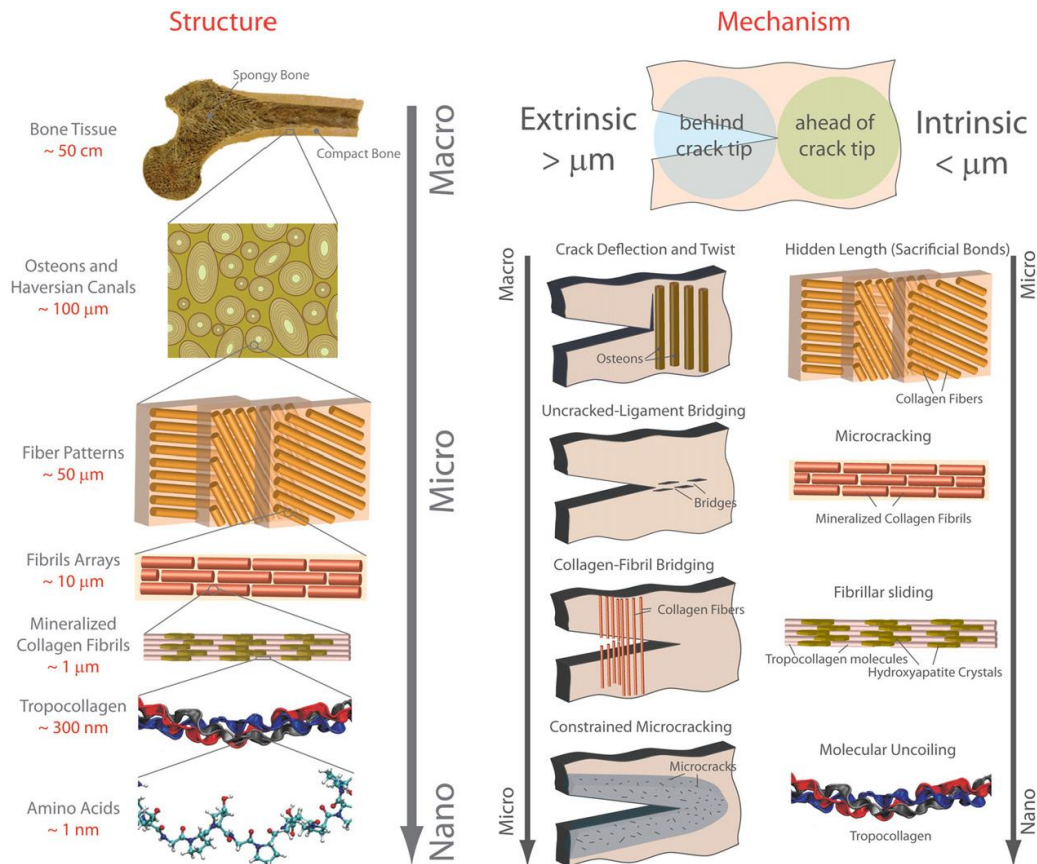 Structure
Spongy Bone
Bone Tissue
~ 50 cm
Compact Bone
Osteons and
Haversian Canals
~ 100 μm
Fiber Patterns
~ 50 μm
Fibrils Arrays
~ 10 μm
Mineralized
Collagen Fibrils
~ 1 μm
Tropocollagen
~ 300 nm
Amino Acids
~ 1 nm
Macro
Micro
Nano
Mechanism
Extrinsic
> μm
behind
crack tip
ahead of
crack tip
Intrinsic
< μm
Macro
Micro
Crack Deflection and Twist
Osteons
Uncracked-Ligament Bridging
Bridges
Collagen-Fibril Bridging
Collagen Fibers
Constrained Microcracking
Microcracks
Hidden Length (Sacrificial Bonds)
Collagen Fibers
Microcracking
Mineralized Collagen Fibrils
Fibrillar sliding
Tropocollagen molecules
Hydroxyapatite Crystals
Molecular Uncoiling
Tropocollagen
Micro
Nano